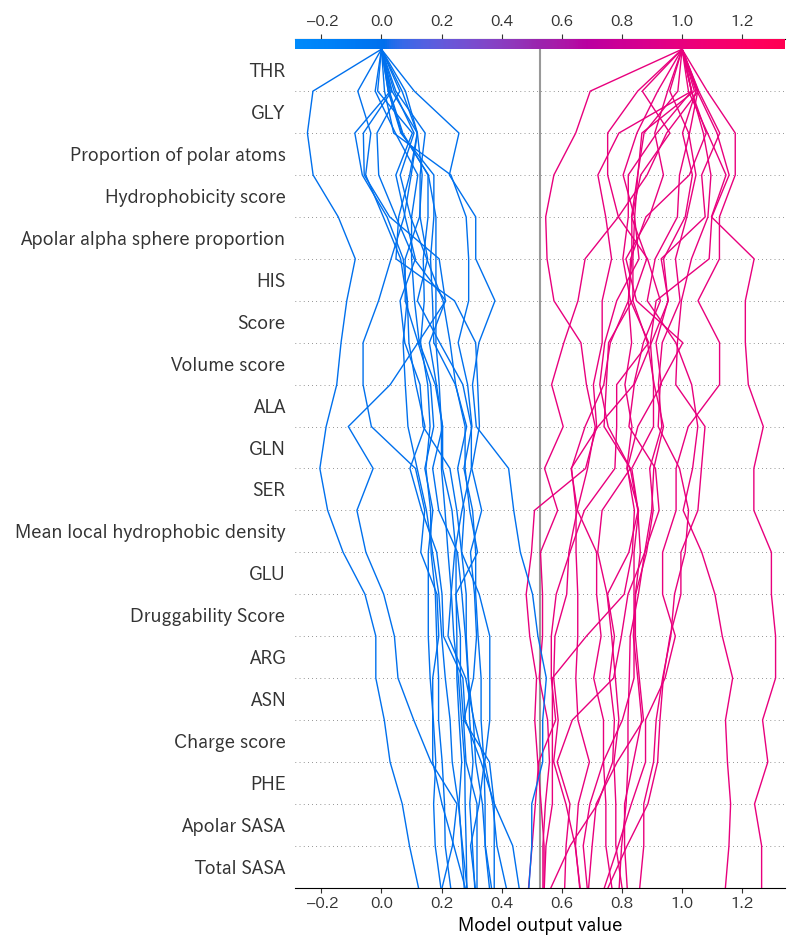 −0.2 0.0 0.2 0.4 0.6 0.8 1.0 1.2
THR
GLY
Proportion of polar atoms
Hydrophobicity score
Apolar alpha sphere proportion
HIS
Score
Volume score
ALA
GLN
SER
Mean local hydrophobic density
GLU
Druggability Score
ARG
ASN
Charge score
PHE
Apolar SASA
Total SASA
−0.2 0.0 0.2 0.4 0.6 0.8 1.0 1.2
Model output value